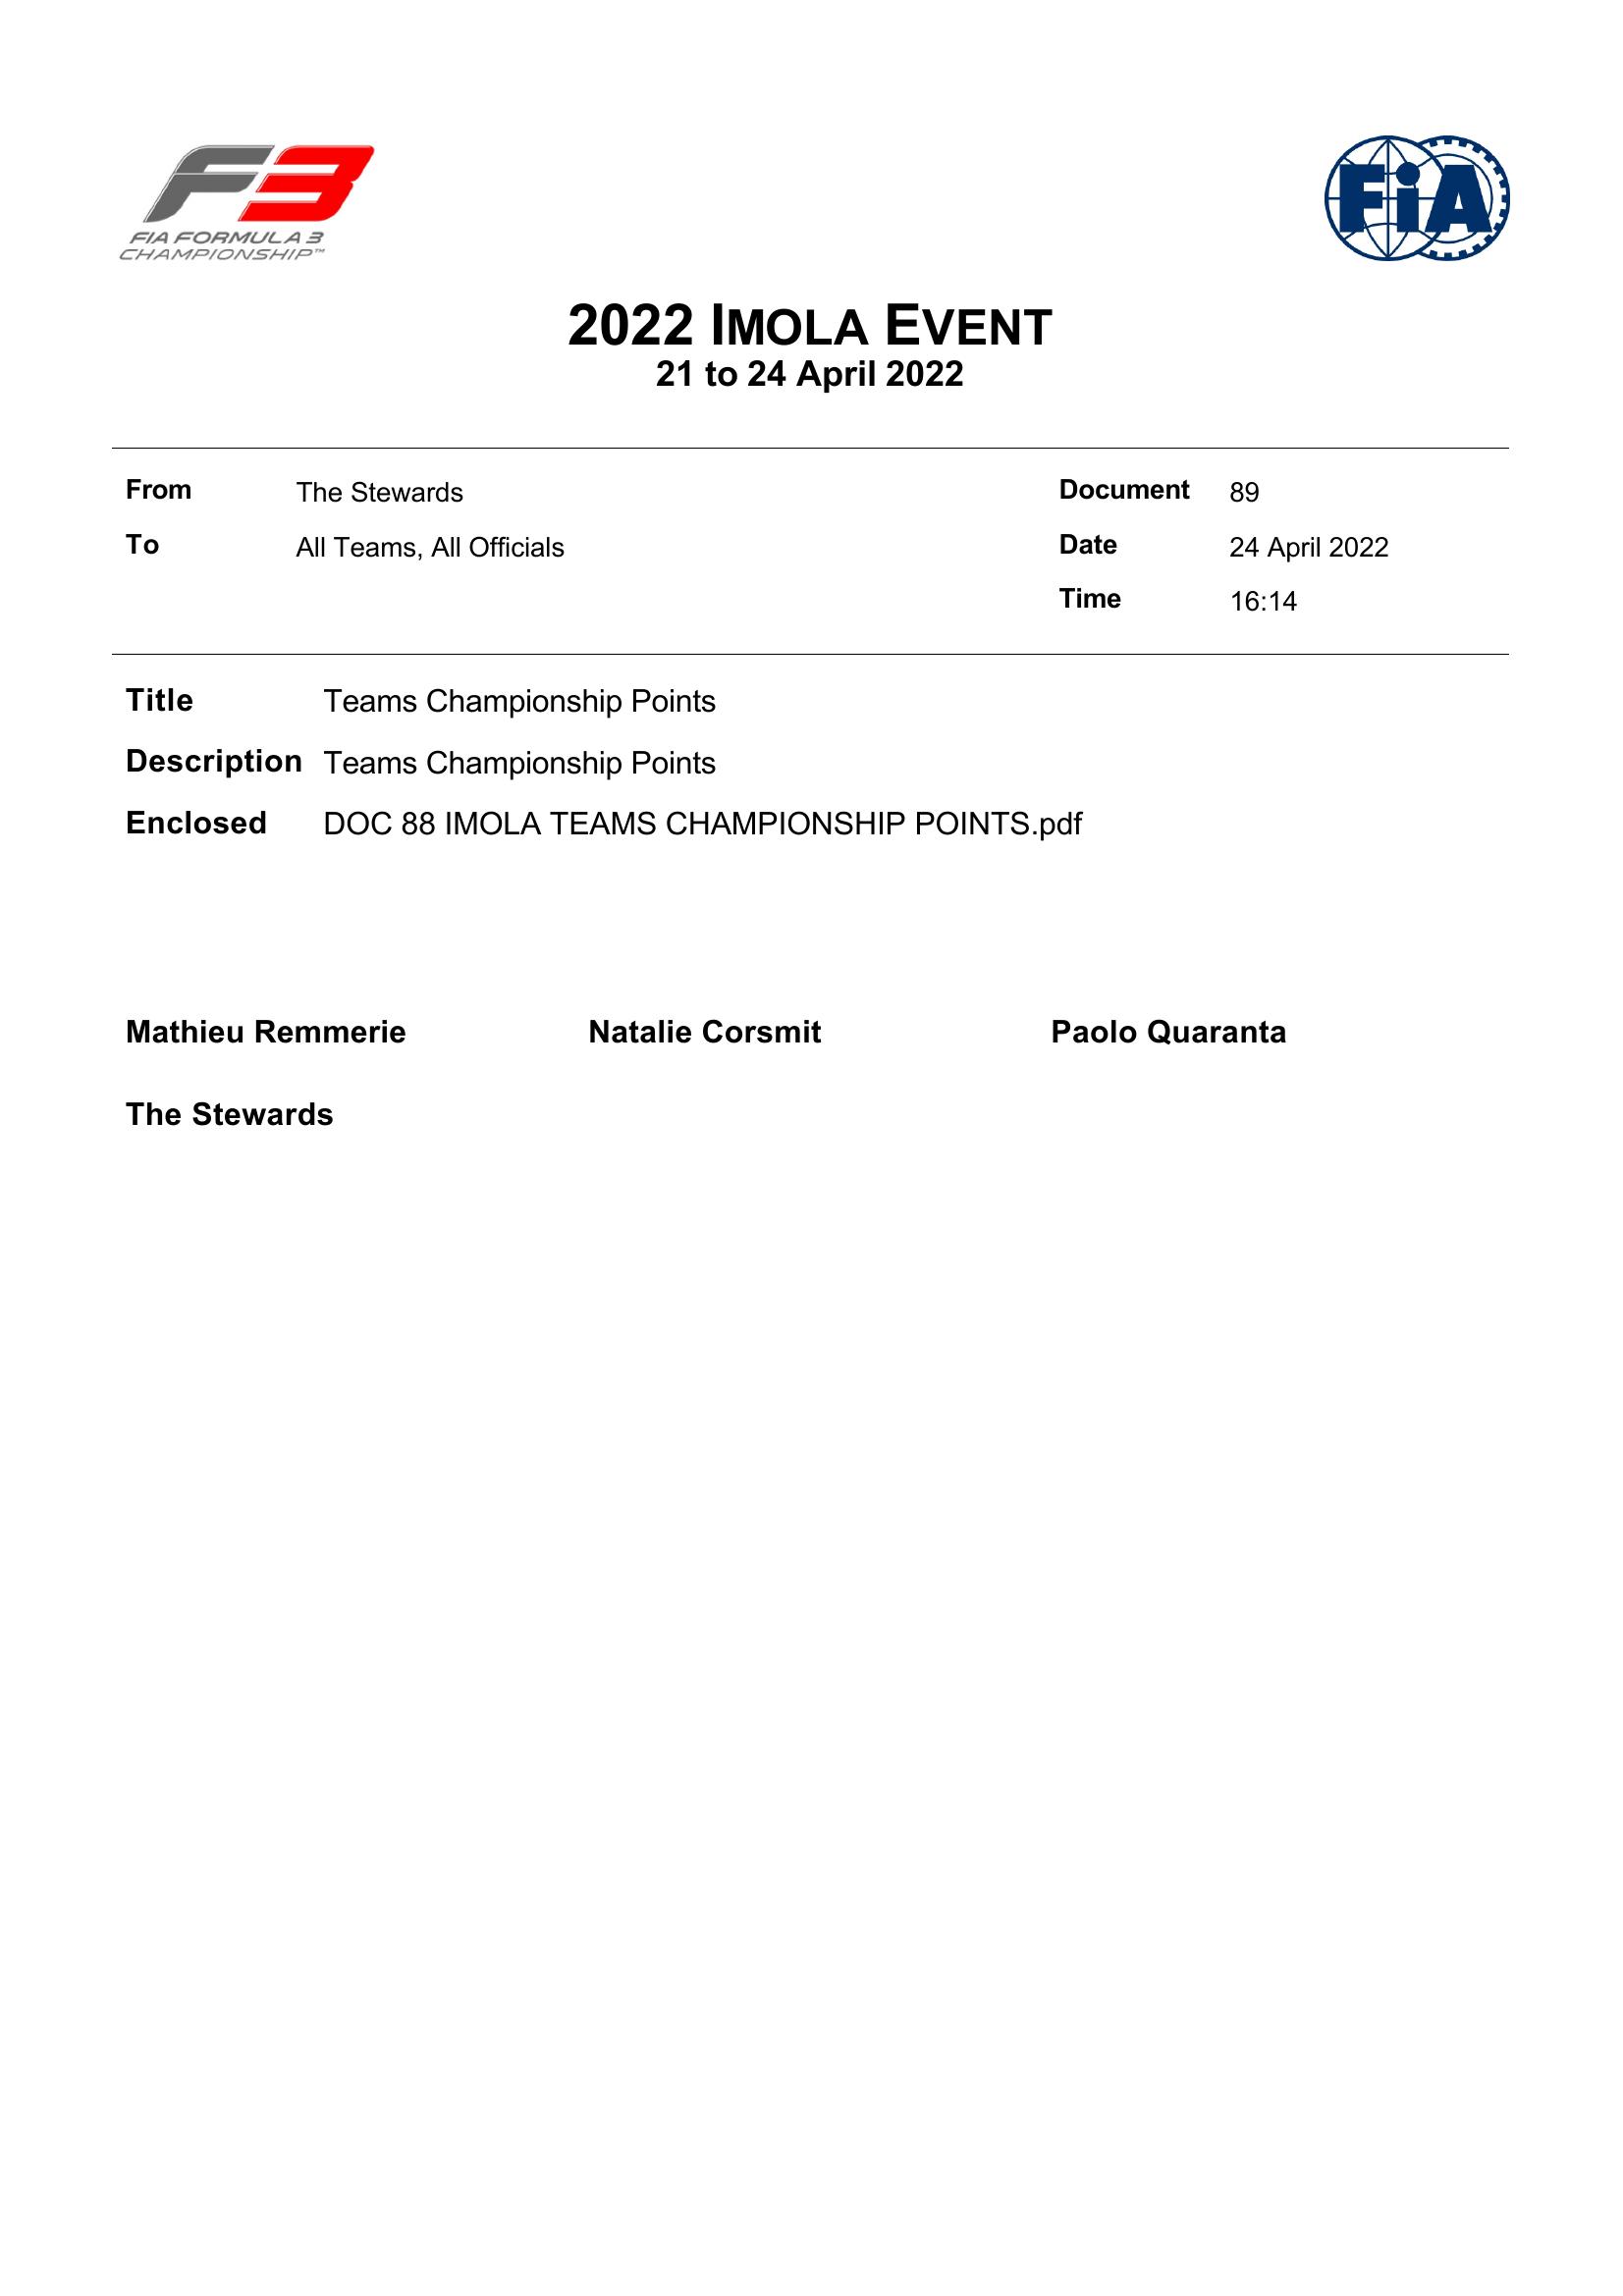 F3
FIA FORMULA 3
CHAMPIONSHIP™
FiA
2022 IMOLA EVENT
21 to 24 April 2022
From The Stewards Document 89
To All Teams, All Officials Date 24 April 2022
Time 16:14
Title Teams Championship Points
Description Teams Championship Points
Enclosed DOC 88 IMOLA TEAMS CHAMPIONSHIP POINTS.pdf
Mathieu Remmerie Natalie Corsmit Paolo Quaranta
The Stewards